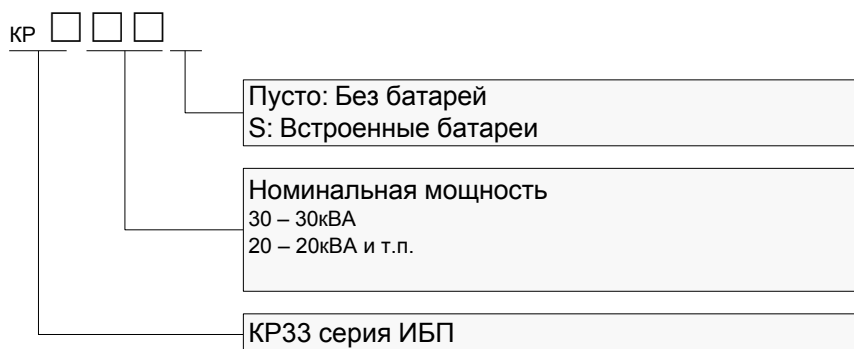 КР □ □ □
Пусто: Без батарей
S: Встроенные батареи
Номинальная мощность
30 – 30кВА
20 – 20кВА и т.п.
КР33 серия ИБП